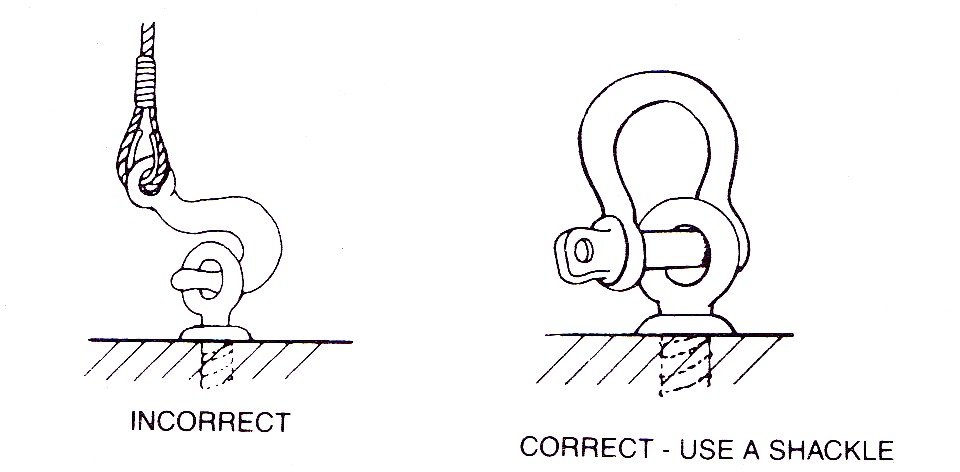 INCORRECT
CORRECT - USE A SHACKLE